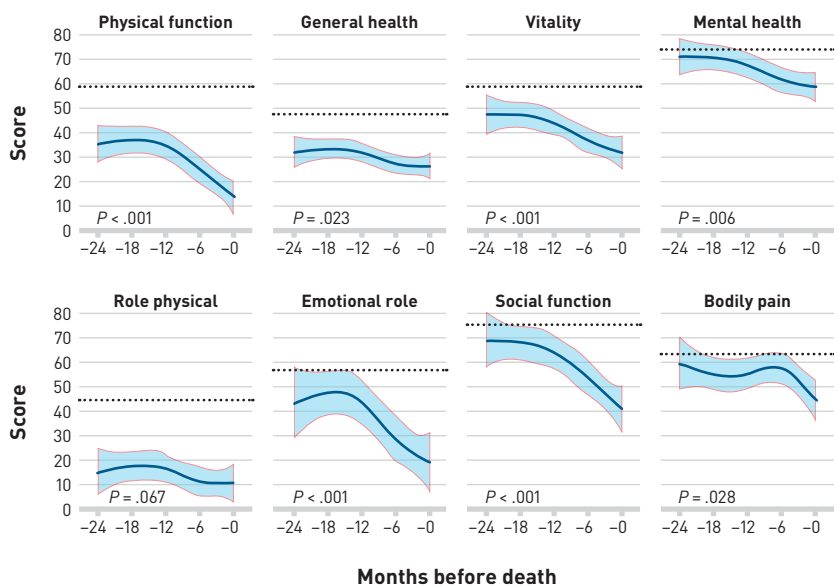 Physical function General health Vitality Mental health
80
70
60
50
40
30
20
10
0
Score
P < .001 P = .023 P < .001 P = .006
−24 −18 −12 −6 −0 −24 −18 −12 −6 −0 −24 −18 −12 −6 −0 −24 −18 −12 −6 −0
Role physical Emotional role Social function Bodily pain
80
70
60
50
40
30
20
10
0
Score
P = .067 P < .001 P < .001 P = .028
−24 −18 −12 −6 −0 −24 −18 −12 −6 −0 −24 −18 −12 −6 −0 −24 −18 −12 −6 −0
Months before death